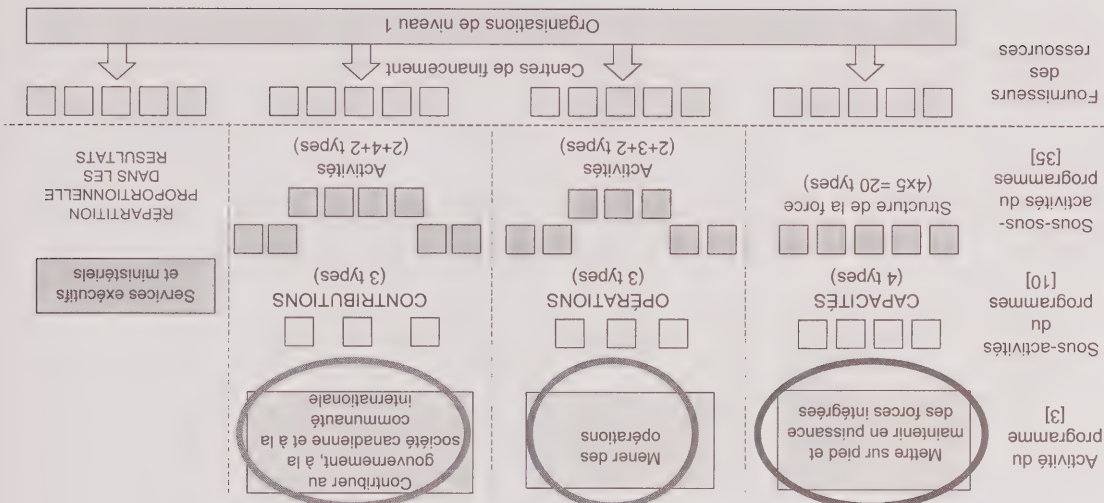 Activité du
programme
[3]
Mettre sur pied et
maintenir en puissance
des forces intégrées
Mener des
opérations
Contribuer au
gouvernement, à la
société canadienne et à la
communauté
internationale
Sous-activités
du
programmes
[10]
CAPACITÉS
(4 types)
OPÉRATIONS
(3 types)
CONTRIBUTIONS
(3 types)
Services exécutifs
et ministériels
Sous-sous-
activités du
programmes
[35]
Structure de la force
(4x5 =20 types)
Activités
(2+3+2 types)
Activités
(2+4+2 types)
RÉPARTITION
PROPORTIONNELLE
DANS LES
RESULTATS
Fournisseurs
des
ressources
Centres de financement
Organisations de niveau 1